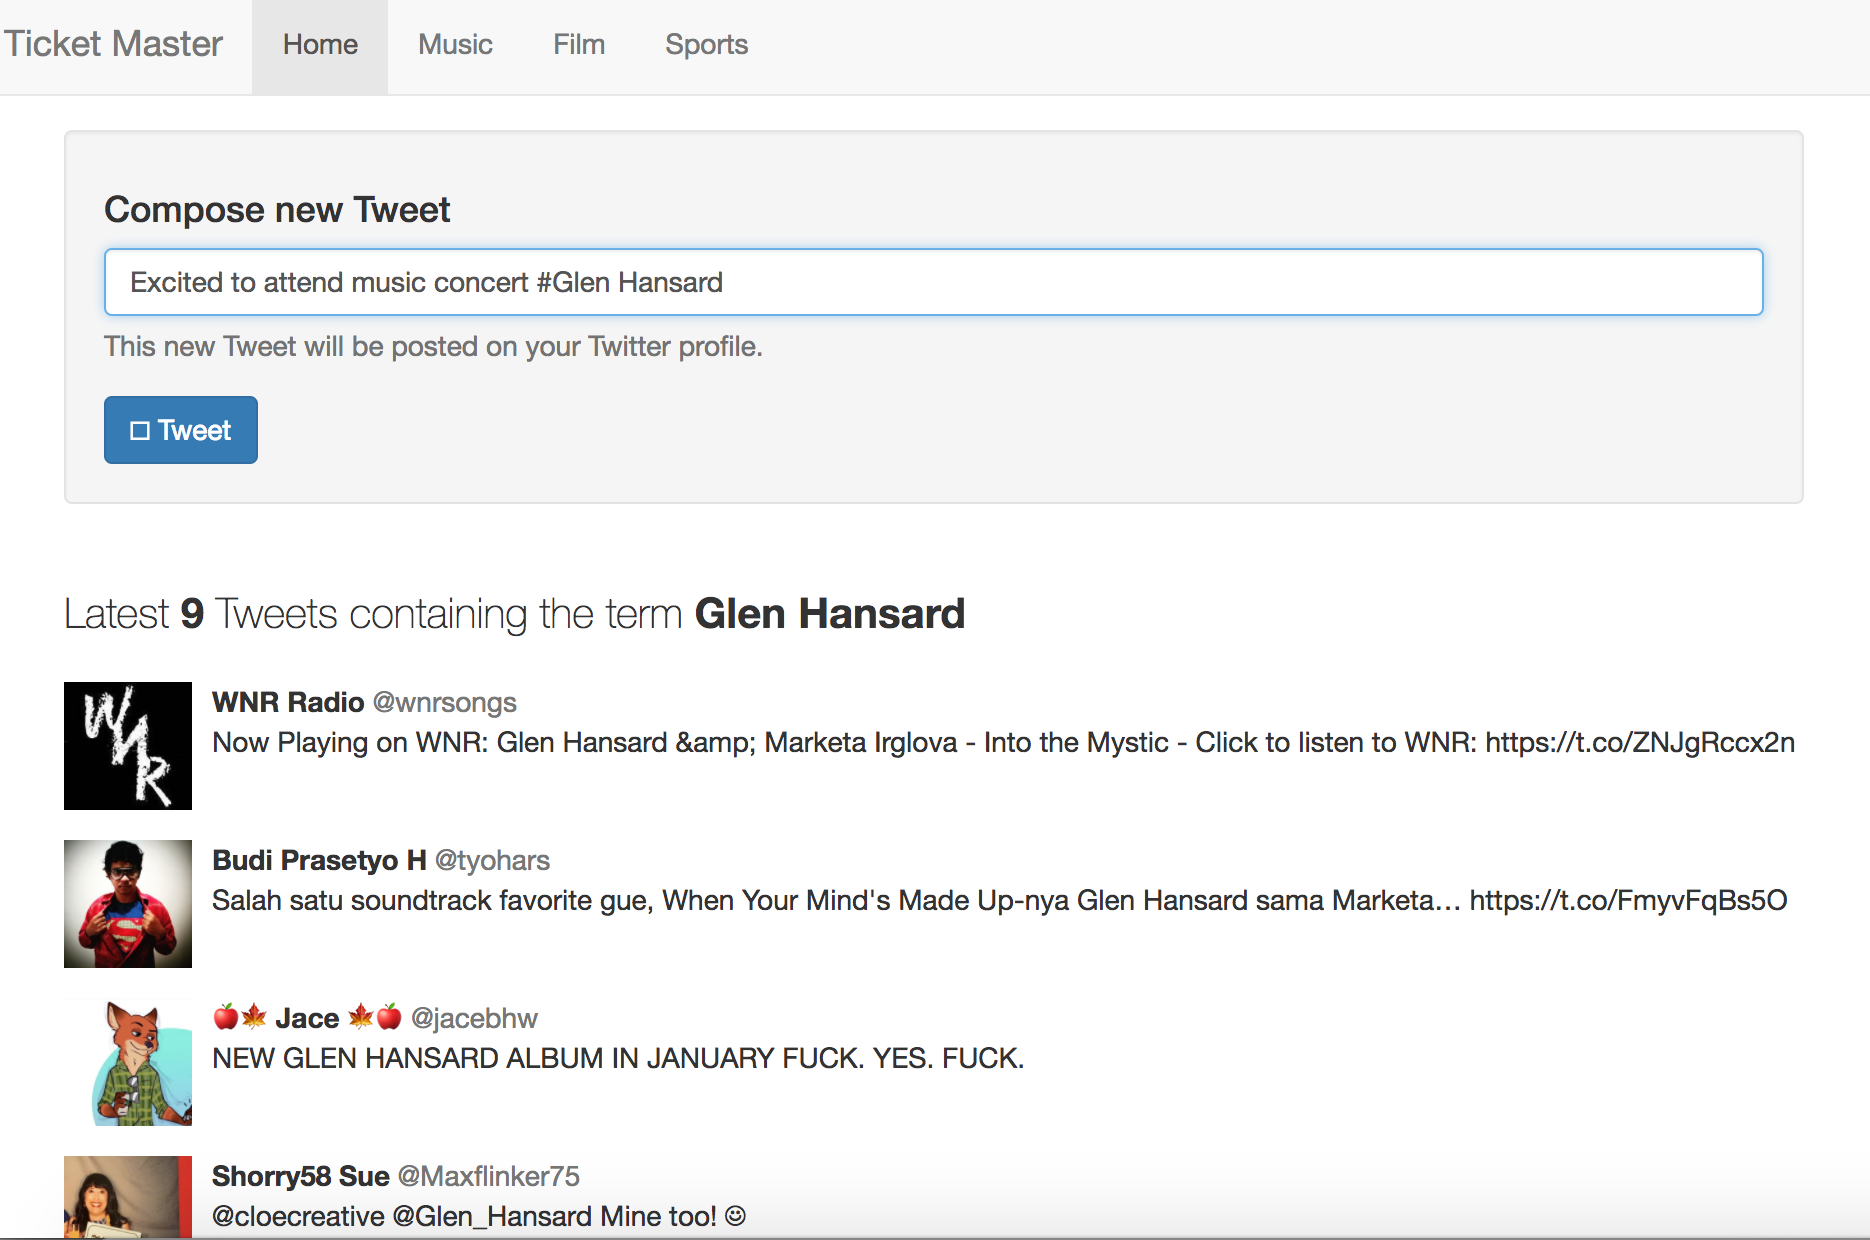 Ticket Master Home Music Film Sports
Compose new Tweet
Excited to attend music concert #Glen Hansard
This new Tweet will be posted on your Twitter profile.
☐ Tweet
Latest 9 Tweets containing the term Glen Hansard
WNR
WNR Radio @wnrsongs
Now Playing on WNR: Glen Hansard &amp; Marketa Irglova - Into the Mystic - Click to listen to WNR: https://t.co/ZNJgRccx2n
Budi Prasetyo H @tyohars
Salah satu soundtrack favorite gue, When Your Mind's Made Up-nya Glen Hansard sama Marketa… https://t.co/FmyvFqBs5O
🍎🍁 Jace 🍁🍎 @jacebhw
NEW GLEN HANSARD ALBUM IN JANUARY FUCK. YES. FUCK.
Shorry58 Sue @Maxflinker75
@cloecreative @Glen_Hansard Mine too! ☺